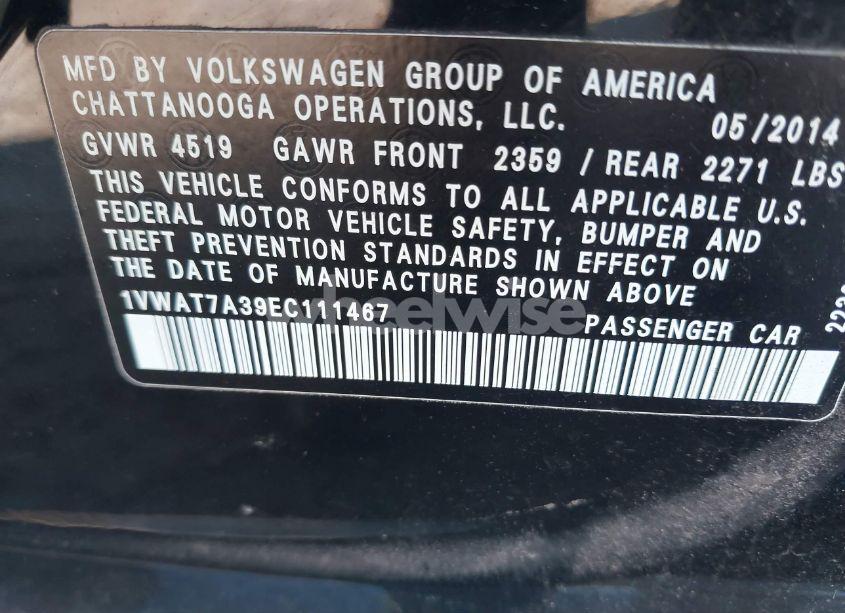 MFD BY VOLKSWAGEN GROUP OF AMERICA
CHATTANOOGA OPERATIONS, LLC. 05/2014
GVWR 4519 GAWR FRONT 2359 / REAR 2271 LBS
THIS VEHICLE CONFORMS TO ALL APPLICABLE U.S.
FEDERAL MOTOR VEHICLE SAFETY, BUMPER AND
THEFT PREVENTION STANDARDS IN EFFECT ON
THE DATE OF MANUFACTURE SHOWN ABOVE
1VWAT7A39EC111467 PASSENGER CAR
wheelwise